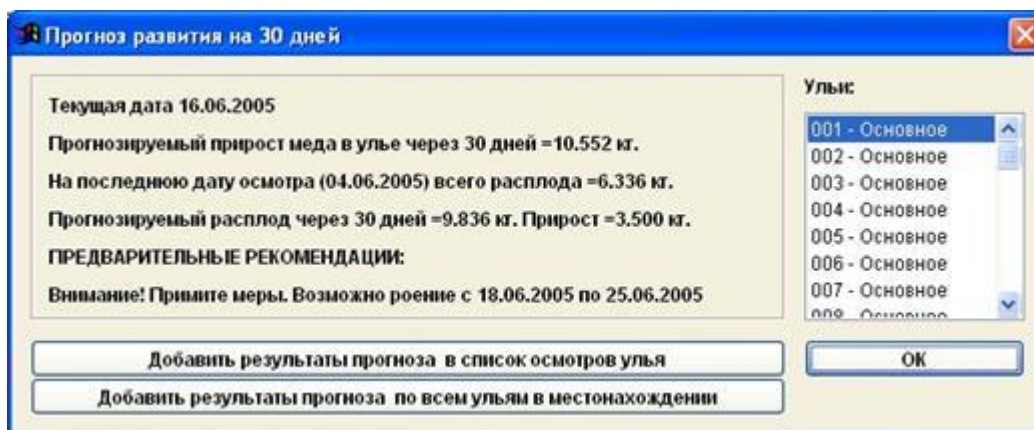 Прогноз развития на 30 дней
Текущая дата 16.06.2005
Прогнозируемый прирост меда в улье через 30 дней =10.552 кг.
На последнюю дату осмотра (04.06.2005) всего расплода =6.336 кг.
Прогнозируемый расплод через 30 дней =9.836 кг. Прирост =3.500 кг.
ПРЕДВАРИТЕЛЬНЫЕ РЕКОМЕНДАЦИИ:
Внимание! Примите меры. Возможно роение с 18.06.2005 по 25.06.2005
Ульи:
001 - Основное
002 - Основное
003 - Основное
004 - Основное
005 - Основное
006 - Основное
007 - Основное
008 - Основное
Добавить результаты прогноза в список осмотров улья
ОК
Добавить результаты прогноза по всем ульям в местонахождении